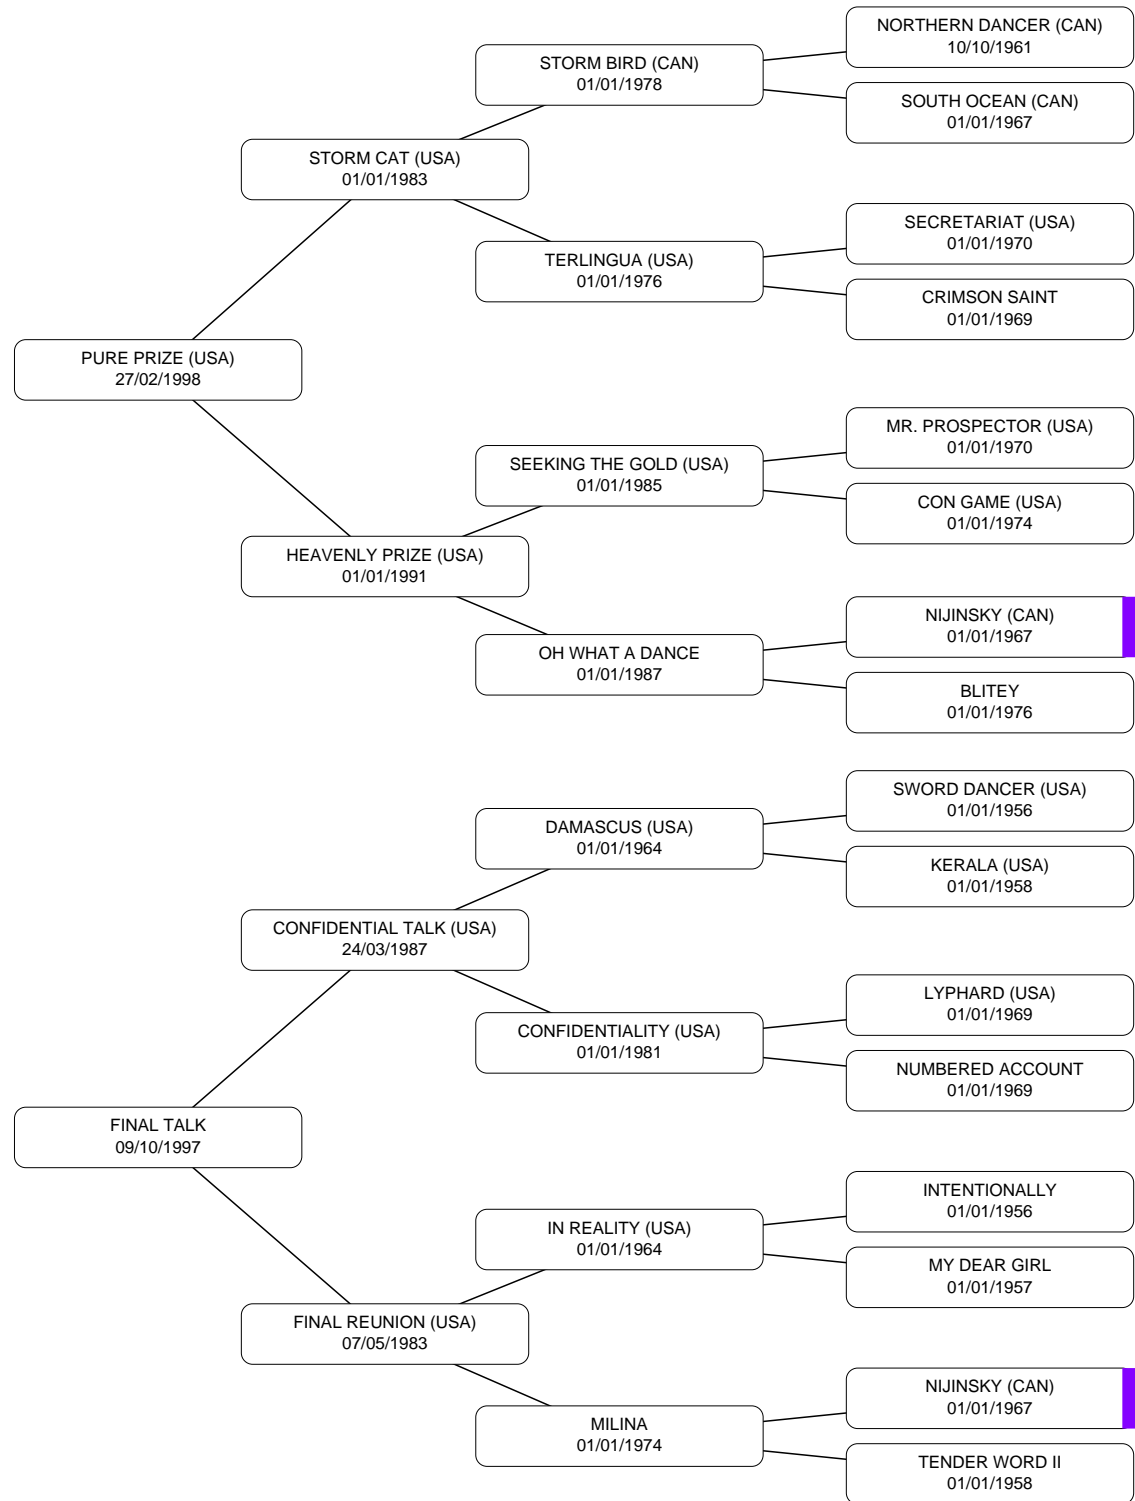 NORTHERN DANCER (CAN)
10/10/1961
STORM BIRD (CAN)
01/01/1978
SOUTH OCEAN (CAN)
01/01/1967
STORM CAT (USA)
01/01/1983
SECRETARIAT (USA)
01/01/1970
TERLINGUA (USA)
01/01/1976
CRIMSON SAINT
01/01/1969
PURE PRIZE (USA)
27/02/1998
MR. PROSPECTOR (USA)
01/01/1970
SEEKING THE GOLD (USA)
01/01/1985
CON GAME (USA)
01/01/1974
HEAVENLY PRIZE (USA)
01/01/1991
NIJINSKY (CAN)
01/01/1967
OH WHAT A DANCE
01/01/1987
BLITEY
01/01/1976
SWORD DANCER (USA)
01/01/1956
DAMASCUS (USA)
01/01/1964
KERALA (USA)
01/01/1958
CONFIDENTIAL TALK (USA)
24/03/1987
LYPHARD (USA)
01/01/1969
CONFIDENTIALITY (USA)
01/01/1981
NUMBERED ACCOUNT
01/01/1969
FINAL TALK
09/10/1997
INTENTIONALLY
01/01/1956
IN REALITY (USA)
01/01/1964
MY DEAR GIRL
01/01/1957
FINAL REUNION (USA)
07/05/1983
NIJINSKY (CAN)
01/01/1967
MILINA
01/01/1974
TENDER WORD II
01/01/1958